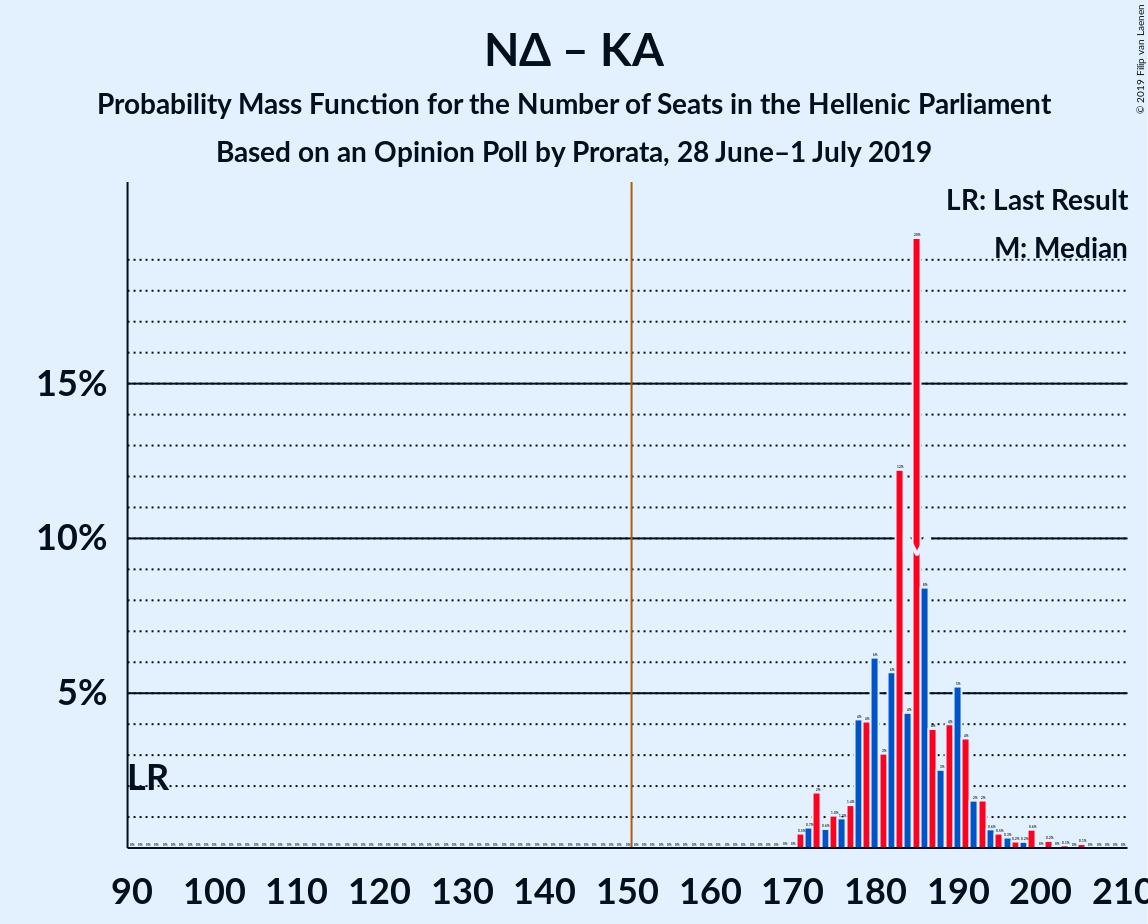 © 2019 Filip van Laenen
ΝΔ – ΚΑ
Probability Mass Function for the Number of Seats in the Hellenic Parliament
Based on an Opinion Poll by Prorata, 28 June–1 July 2019
LR: Last Result
M: Median
15%
10%
5%
LR
90 100 110 120 130 140 150 160 170 180 190 200 210